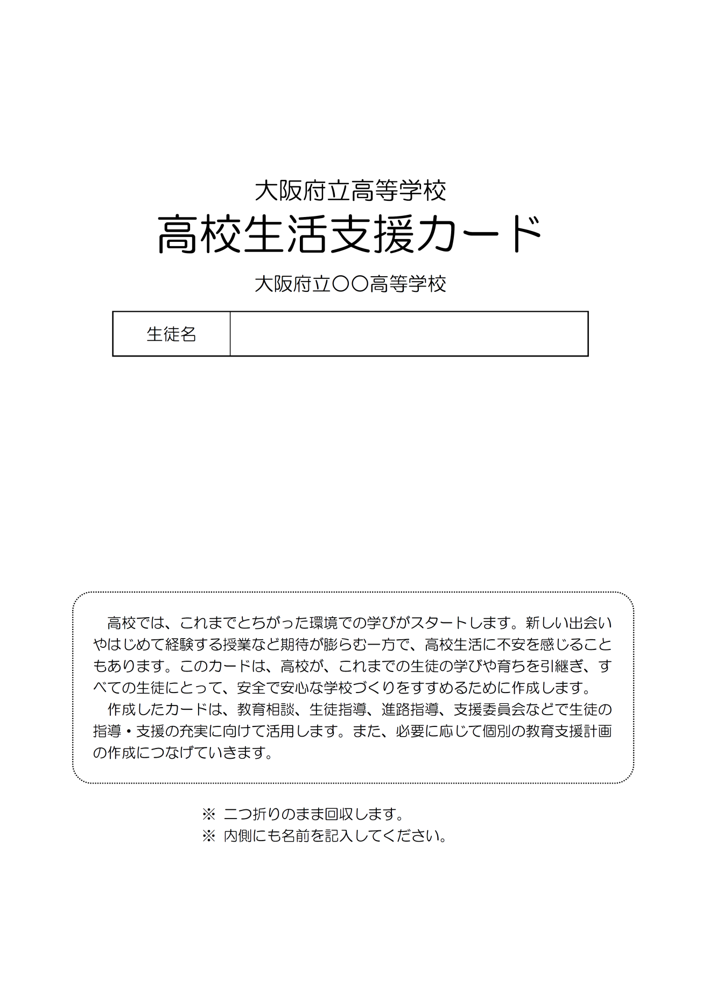 大阪府立高等学校
高校生活支援カード
大阪府立〇〇高等学校
生徒名
高校では、これまでとちがった環境での学びがスタートします。新しい出会い
やはじめて経験する授業など期待が膨らむ一方で、高校生活に不安を感じること
もあります。このカードは、高校が、これまでの生徒の学びや育ちを引継ぎ、す
べての生徒にとって、安全で安心な学校づくりをすすめるために作成します。
作成したカードは、教育相談、生徒指導、進路指導、支援委員会などで生徒の
指導・支援の充実に向けて活用します。また、必要に応じて個別の教育支援計画
の作成につなげていきます。
※ 二つ折りのまま回収します。
※ 内側にも名前を記入してください。